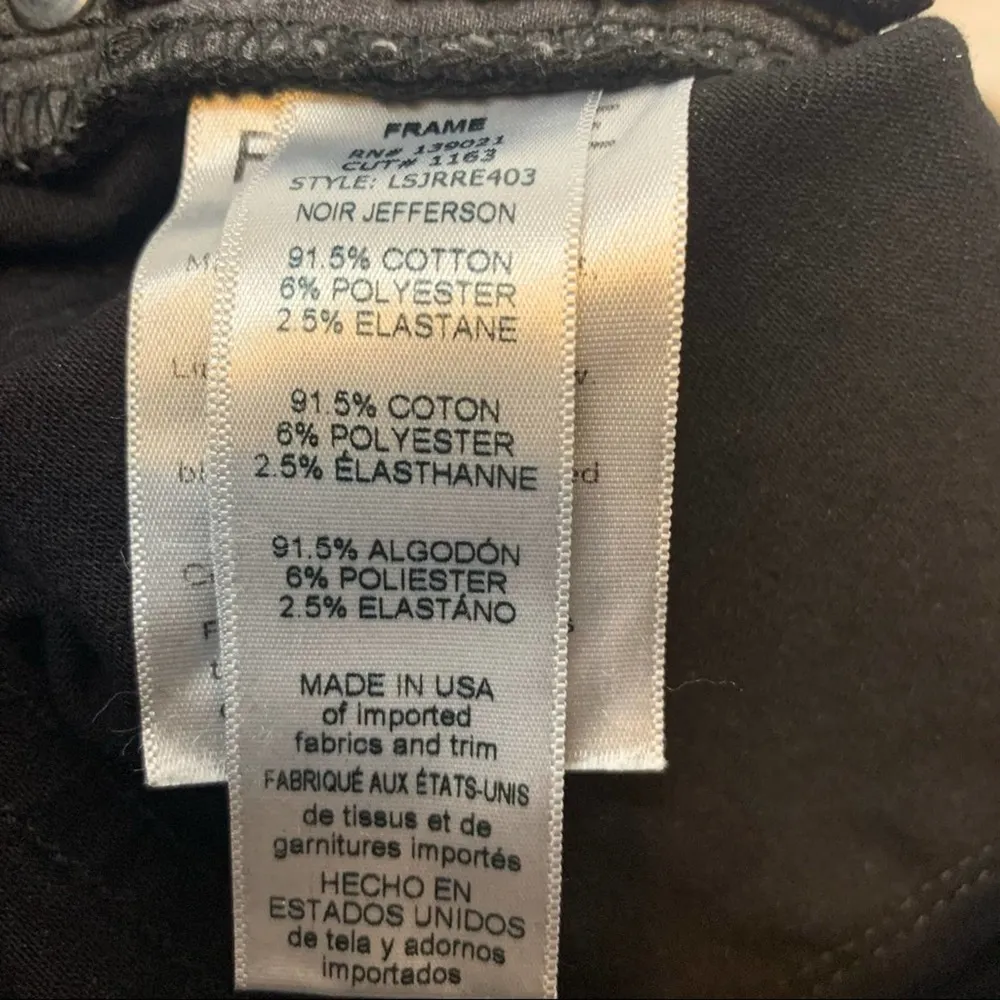 FRAME
RN# 139021
CUT# 1163
STYLE: LSJRRE403
NOIR JEFFERSON
91.5% COTTON
6% POLYESTER
2.5% ELASTANE
91.5% COTON
6% POLYESTER
2.5% ÉLASTHANNE
91.5% ALGODÓN
6% POLIESTER
2.5% ELASTÁNO
MADE IN USA
of imported
fabrics and trim
FABRIQUÉ AUX ÉTATS-UNIS
de tissus et de
garnitures importés
HECHO EN
ESTADOS UNIDOS
de tela y adornos
importados